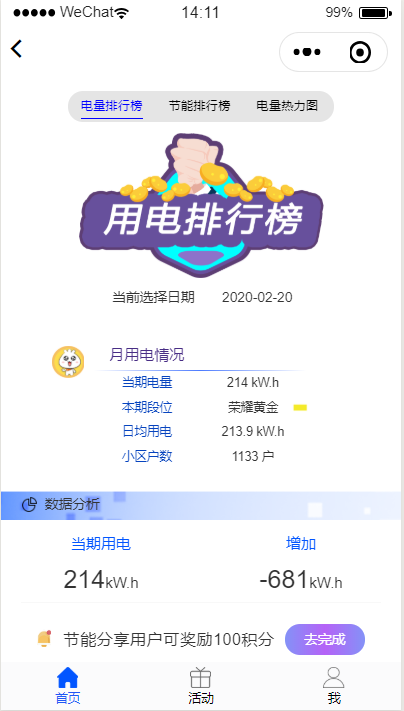 ●●●●● WeChat 14:11 99%
电量排行榜 节能排行榜 电量热力图
用电排行榜
当前选择日期 2020-02-20
月用电情况
当期电量 214 kW.h
本期段位 荣耀黄金
日均用电 213.9 kW.h
小区户数 1133 户
数据分析
当期用电 增加
214kW.h -681kW.h
节能分享用户可奖励100积分 去完成
首页 活动 我